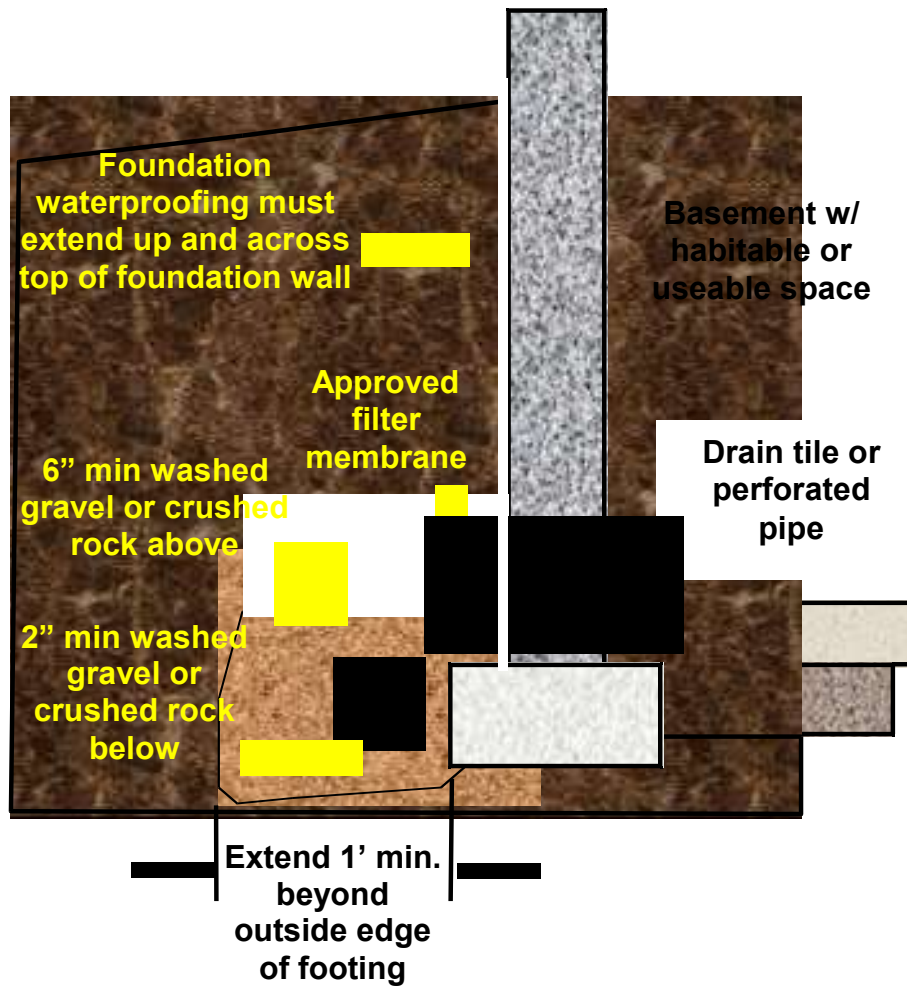 Foundation
waterproofing must
extend up and across
top of foundation wall
Basement w/
habitable or
useable space
Approved
filter
membrane
6” min washed
gravel or crushed
rock above
Drain tile or
perforated
pipe
2” min washed
gravel or
crushed rock
below
Extend 1’ min.
beyond
outside edge
of footing